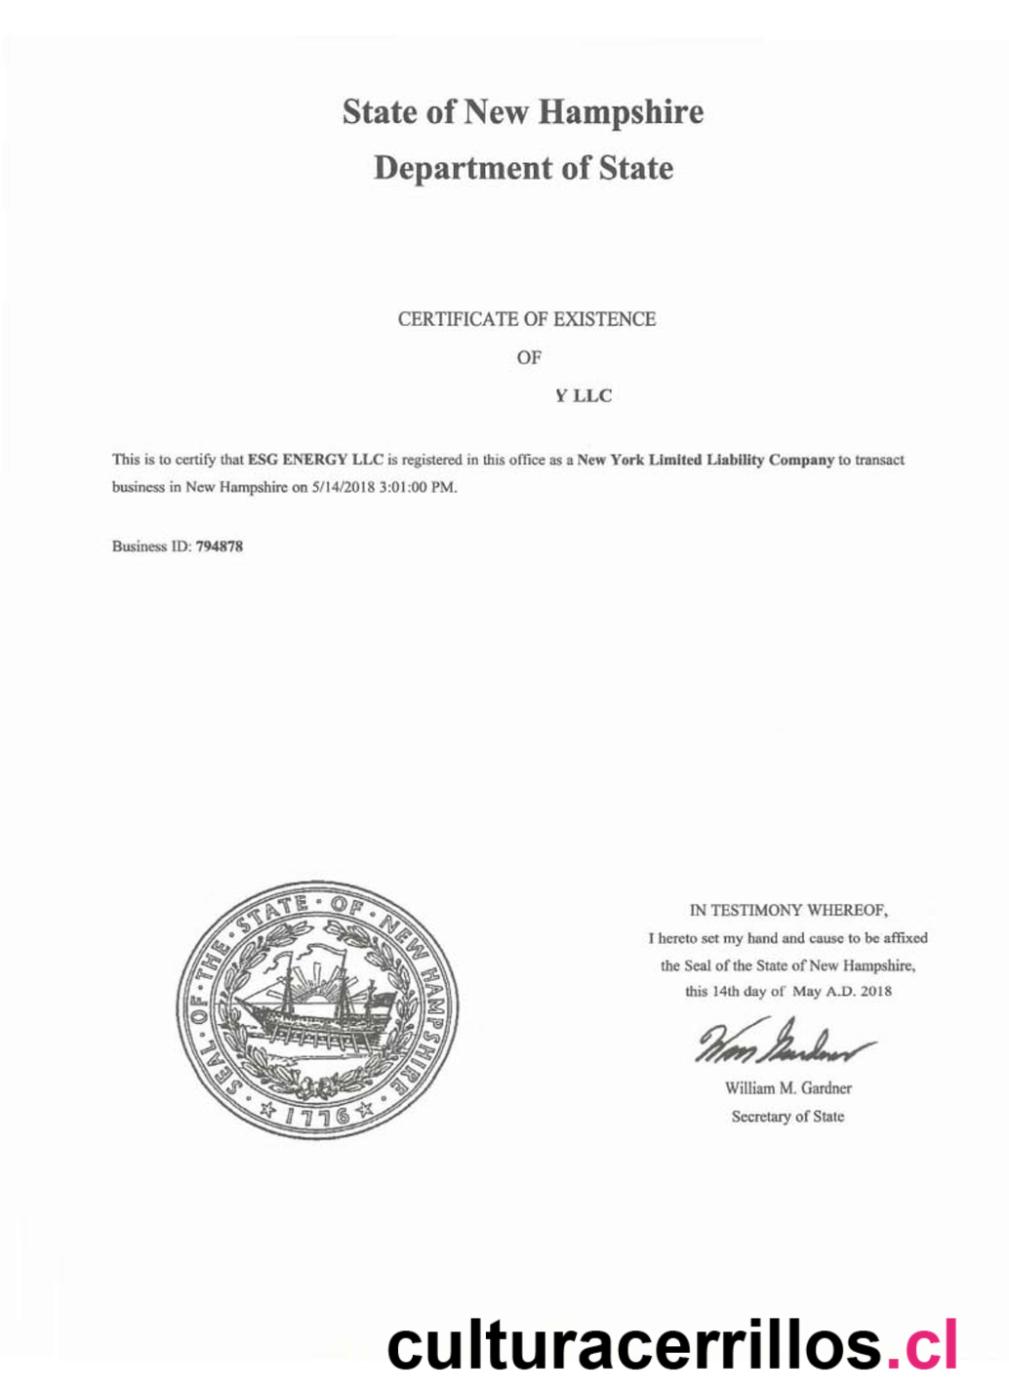 State of New Hampshire
Department of State
CERTIFICATE OF EXISTENCE
OF
Y LLC
This is to certify that ESG ENERGY LLC is registered in this office as a New York Limited Liability Company to transact
business in New Hampshire on 5/14/2018 3:01:00 PM.
Business ID: 794878
SEAL · OF · THE · STATE · OF · NEW HAMPSHIRE ·
1776
IN TESTIMONY WHEREOF,
I hereto set my hand and cause to be affixed
the Seal of the State of New Hampshire,
this 14th day of May A.D. 2018
Wm Gardner
William M. Gardner
Secretary of State
culturacerrillos.cl